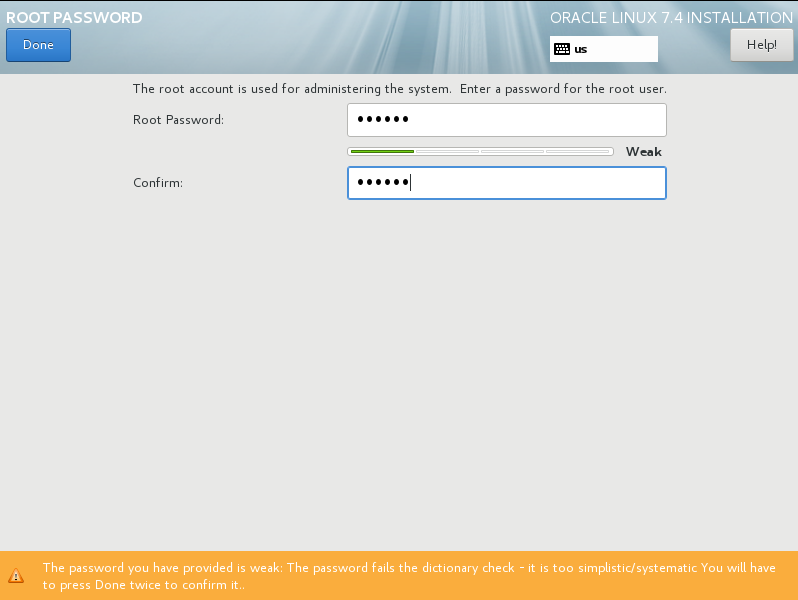 ROOT PASSWORD
ORACLE LINUX 7.4 INSTALLATION
Done
us
Help!
The root account is used for administering the system.  Enter a password for the root user.
Root Password:
●●●●●●
Weak
Confirm:
●●●●●●
The password you have provided is weak: The password fails the dictionary check - it is too simplistic/systematic You will have
to press Done twice to confirm it..